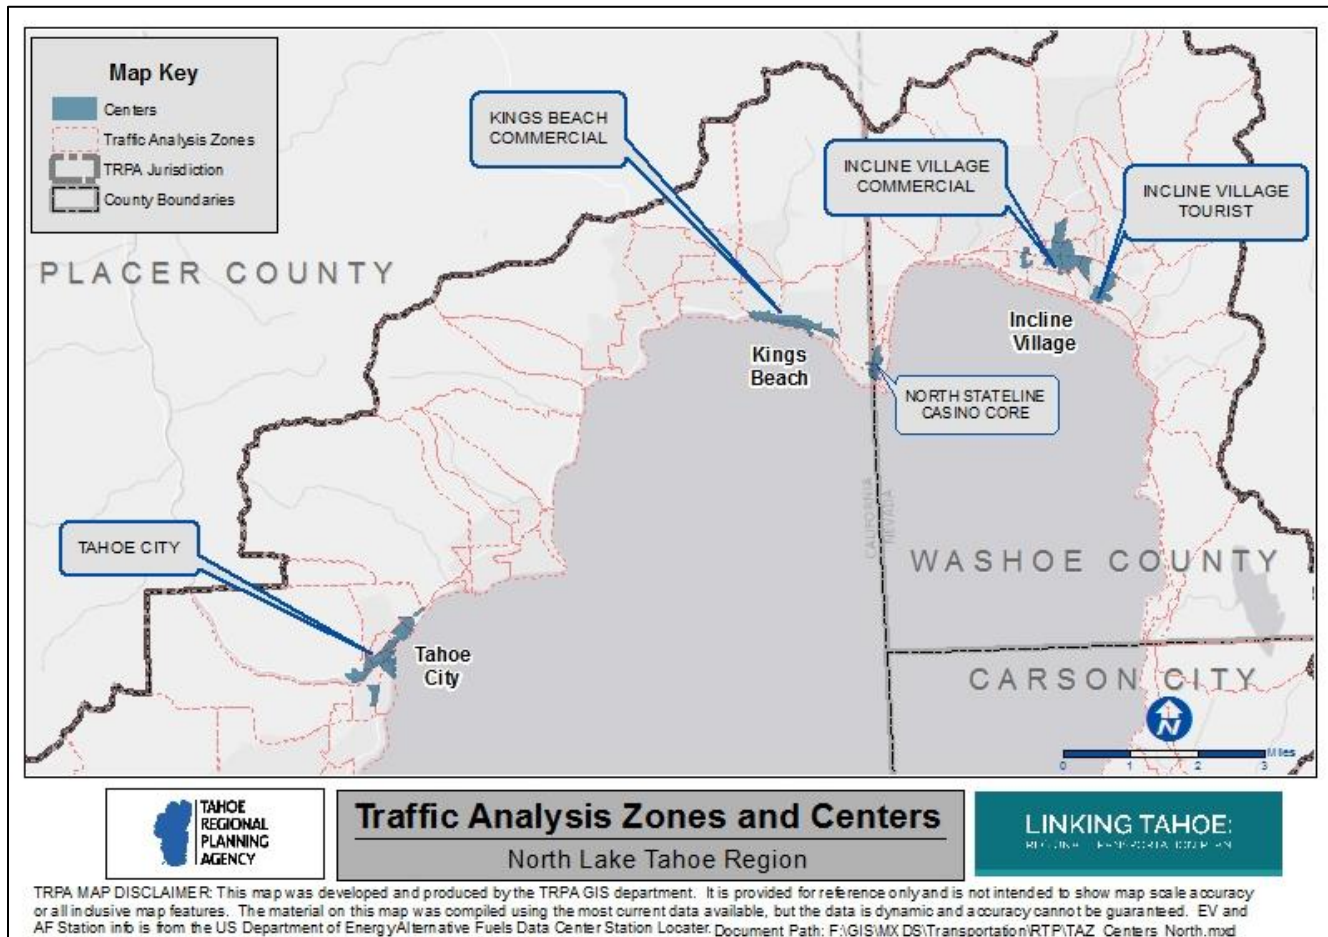 Map Key
Centers
Traffic Analysis Zones
TRPA Jurisdiction
County Boundaries
KINGS BEACH
COMMERCIAL
INCLINE VILLAGE
COMMERCIAL
INCLINE VILLAGE
TOURIST
PLACER COUNTY
Incline
Village
Kings
Beach
NORTH STATELINE
CASINO CORE
CALIFORNIA
NEVADA
TAHOE CITY
WASHOE COUNTY
Tahoe
City
CARSON CITY
N
Miles
0 1 2 3
TAHOE
REGIONAL
PLANNING
AGENCY
Traffic Analysis Zones and Centers
North Lake Tahoe Region
LINKING TAHOE:
REGIONAL TRANSPORTATION PLAN
TRPA MAP DISCLAIMER: This map was developed and produced by the TRPA GIS department. It is provided for reference only and is not intended to show map scale accuracy
or all inclusive map features. The material on this map was compiled using the most current data available, but the data is dynamic and accuracy cannot be guaranteed. EV and
AF Station info is from the US Department of Energy Alternative Fuels Data Center Station Locater. Document Path: F:\GIS\MXDS\Transportation\RTP\TAZ_Centers_North.mxd